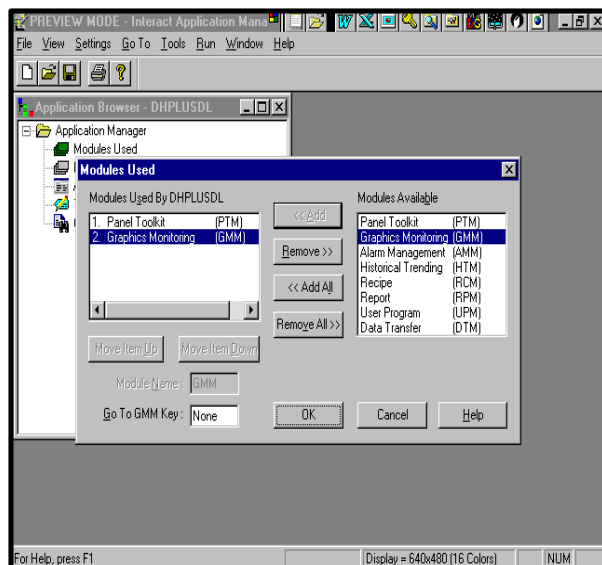 PREVIEW MODE - Interact Application Mana
File View Settings Go To Tools Run Window Help
Application Browser - DHPLUSDL
Application Manager
Modules Used
Modules Used
Modules Used By DHPLUSDL
1. Panel Toolkit (PTM)
2. Graphics Monitoring (GMM)
<< Add
Remove >>
<< Add All
Remove All >>
Modules Available
Panel Toolkit (PTM)
Graphics Monitoring (GMM)
Alarm Management (AMM)
Historical Trending (HTM)
Recipe (RCM)
Report (RPM)
User Program (UPM)
Data Transfer (DTM)
Move Item Up Move Item Down
Module Name : GMM
Go To GMM Key : None
OK Cancel Help
For Help, press F1 Display = 640x480 (16 Colors) NUM